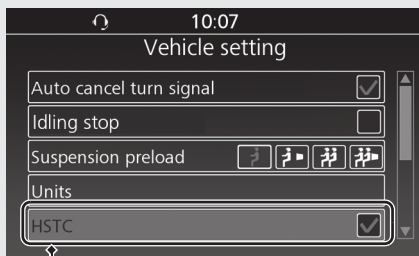 10:07
Vehicle setting
Auto cancel turn signal
Idling stop
Suspension preload
Units
HSTC